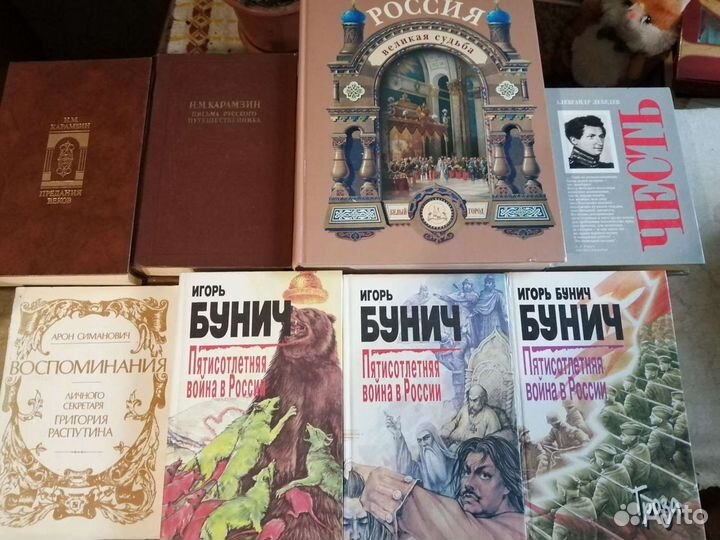 Н.М.
КАРАМЗИН
ПРЕДАНИЯ
ВЕКОВ
Н.М.КАРАМЗИН
ПИСЬМА РУССКОГО
ПУТЕШЕСТВЕННИКА
РОССИЯ
великая судьба
БЕЛЫЙ ГОРОД
АЛЕКСАНДР ЛЕБЕДЕВ
ЧЕСТЬ
АРОН СИМАНОВИЧ
ВОСПОМИНАНИЯ
ЛИЧНОГО
СЕКРЕТАРЯ
ГРИГОРИЯ
РАСПУТИНА
ИГОРЬ
БУНИЧ
Пятисотлетняя
война в России
ИГОРЬ
БУНИЧ
Пятисотлетняя
война в России
ИГОРЬ БУНИЧ
БУНИЧ
Пятисотлетняя
война в России
Гроза
Avito